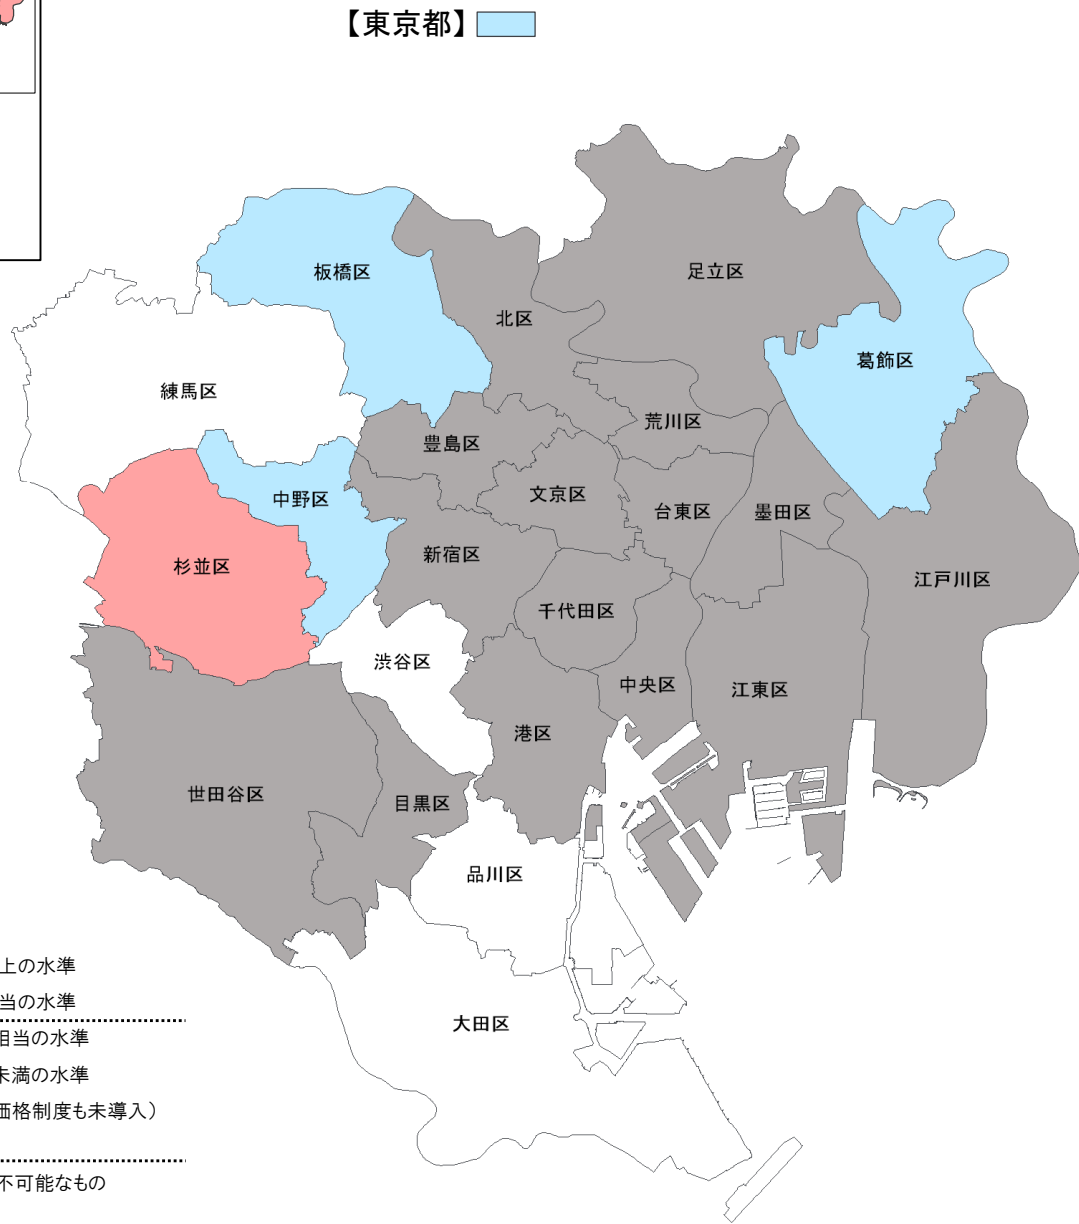 【東京都】
足立区
板橋区
北区
葛飾区
練馬区
荒川区
豊島区
文京区
中野区
台東区
墨田区
新宿区
杉並区
江戸川区
千代田区
渋谷区
中央区
江東区
港区
世田谷区
目黒区
品川区
上の水準
当の水準
大田区
相当の水準
未満の水準
価格制度も未導入）
不可能なもの